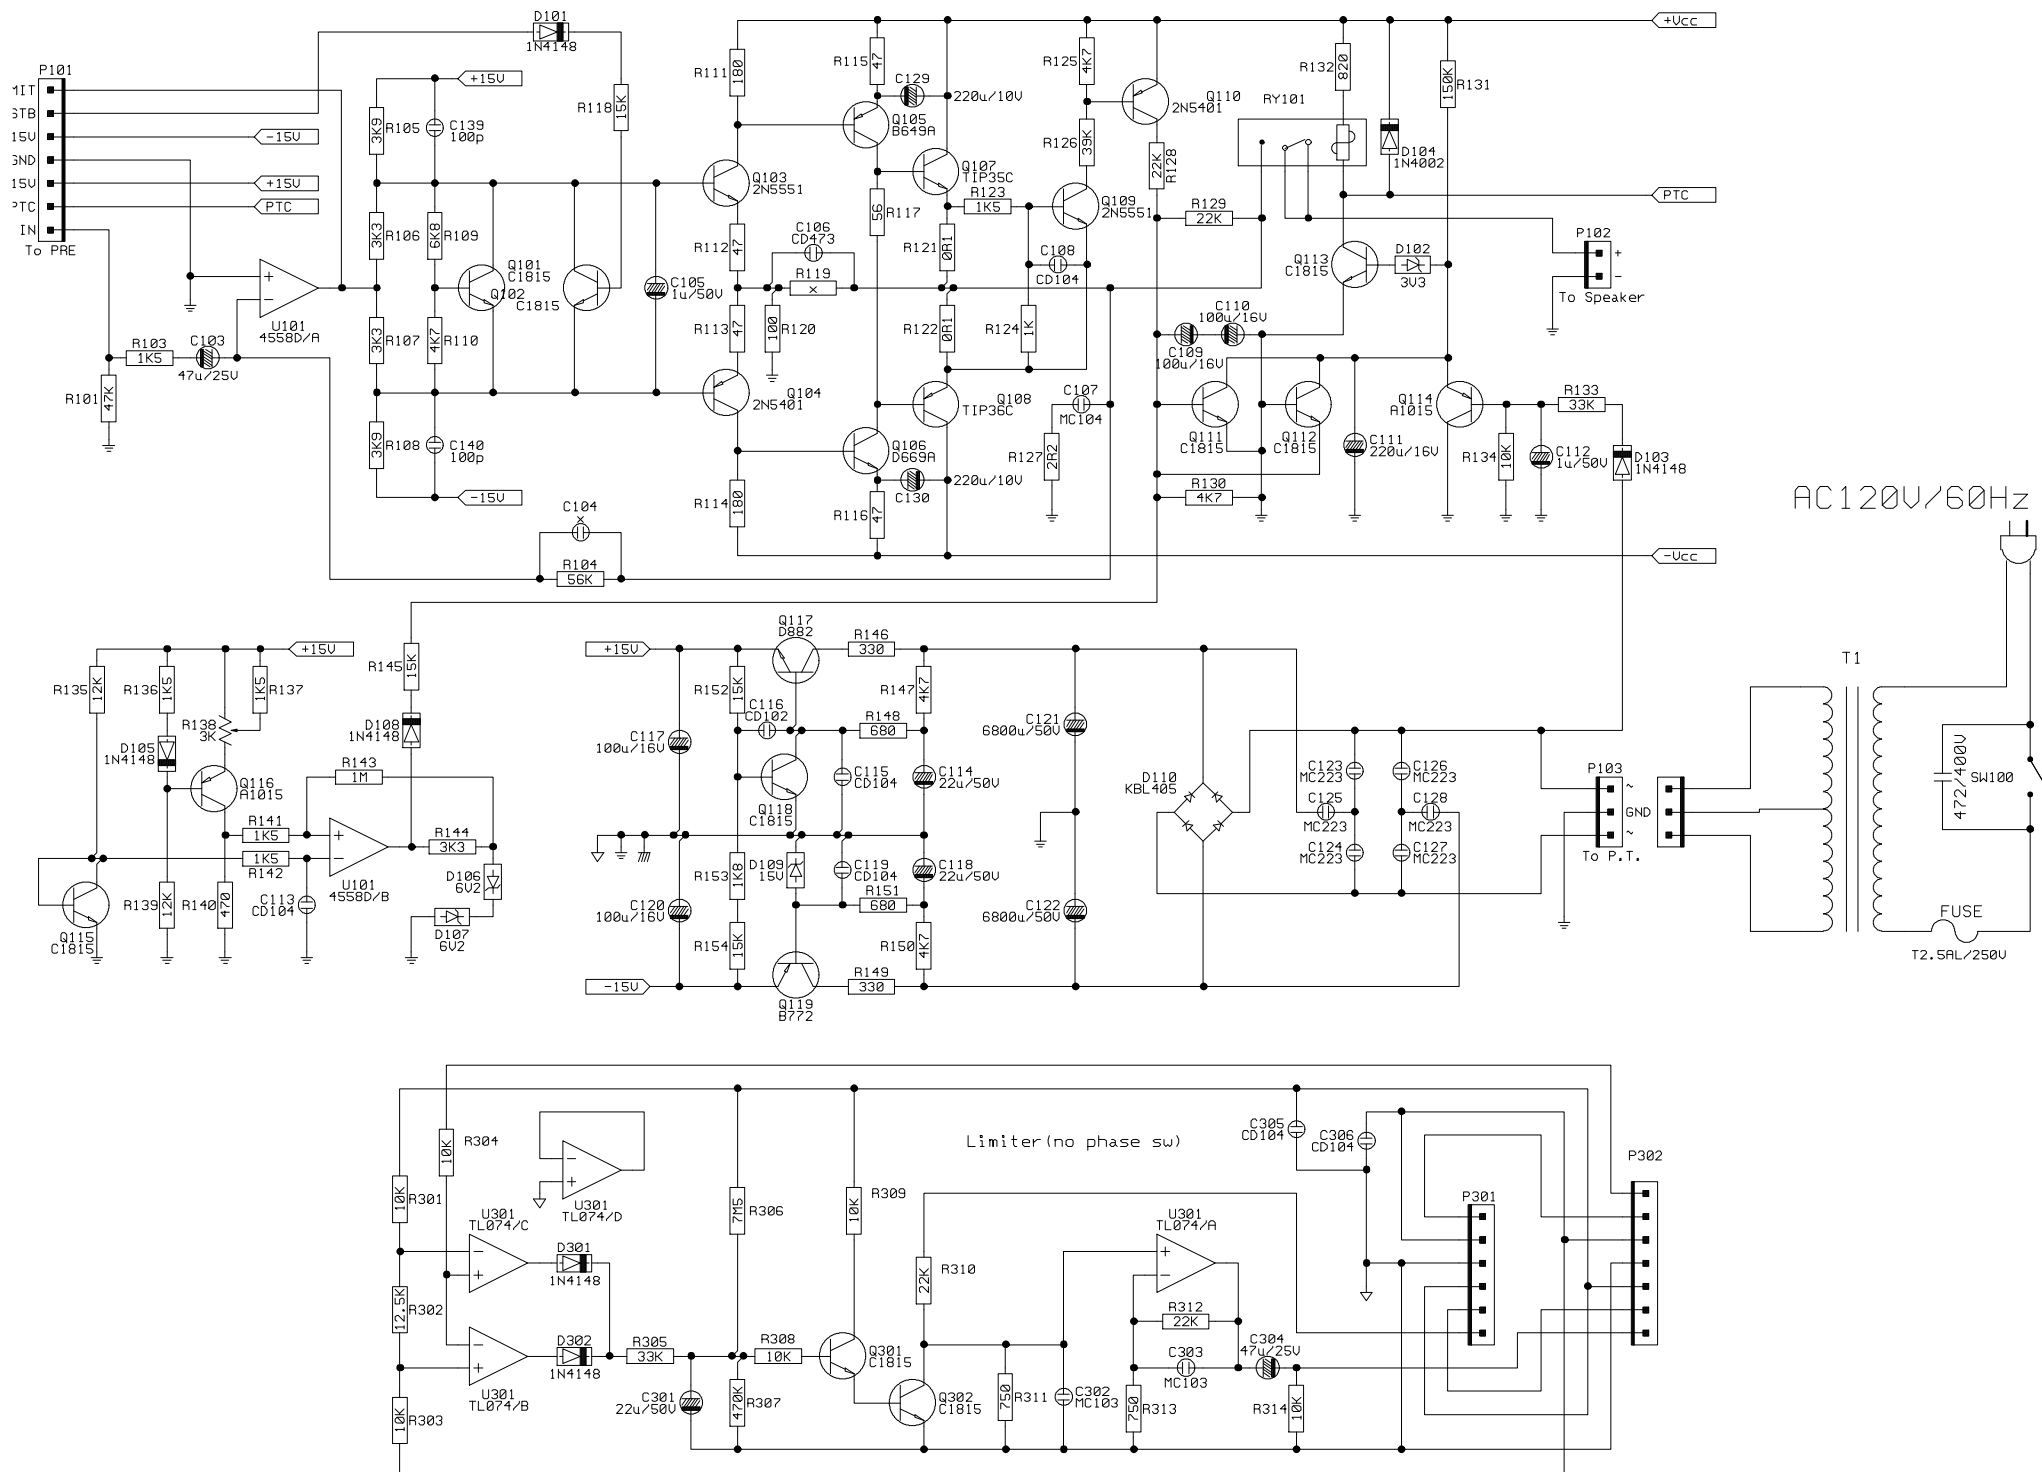 D101
1N4148
P101
MIT
STB
15V
GND
15V
PTC
IN
To PRE
-15V
+15V
PTC
+15V
R105
3K9
C139
100p
R118
15K
R106
3K3
R109
6K8
Q101
C1815
Q102
C1815
C105
1u/50V
U101
4558D/A
R107
3K3
R110
4K7
R103
1K5
C103
47u/25V
R101
47K
R108
3K9
C140
100p
-15V
C104
x
R104
56K
R111
180
Q103
2N5551
R112
47
R113
47
Q104
2N5401
R114
180
C106
CD473
R119
x
R120
100
R115
47
C129
220u/10V
Q105
B649A
Q107
TIP35C
R117
56
R121
0R1
R122
0R1
Q108
TIP36C
Q106
D669A
C130
220u/10V
R116
47
R123
1K5
R124
1K
R125
4K7
R126
39K
Q109
2N5551
C108
CD104
C107
MC104
R127
2R2
Q110
2N5401
R128
22K
R129
22K
RY101
R132
820
D104
1N4002
R131
150K
+Vcc
PTC
Q113
C1815
D102
3V3
P102
+
-
To Speaker
C109
100u/16V
C110
100u/16V
Q111
C1815
Q112
C1815
R130
4K7
C111
220u/16V
Q114
A1015
R133
33K
R134
10K
C112
1u/50V
D103
1N4148
-Vcc
AC120V/60Hz
+15V
R135
12K
R136
1K5
R137
1K5
R138
3K
D105
1N4148
Q116
A1015
R139
12K
R140
470
Q115
C1815
R141
1K5
R142
1K5
R143
1M
C113
CD104
U101
4558D/B
R144
3K3
R145
15K
D108
1N4148
D106
6V2
D107
6V2
+15V
-15V
C117
100u/16V
C120
100u/16V
R152
15K
Q117
D882
R146
330
C116
CD102
R147
4K7
R148
680
Q118
C1815
C115
CD104
C114
22u/50V
D109
15V
C119
CD104
C118
22u/50V
R153
1K8
R154
15K
R151
680
R150
4K7
R149
330
Q119
B772
C121
6800u/50V
C122
6800u/50V
D110
KBL405
C123
MC223
C126
MC223
C125
MC223
C128
MC223
C124
MC223
C127
MC223
P103
~
GND
~
To P.T.
T1
472/400V
SW100
FUSE
T2.5AL/250V
Limiter(no phase sw)
R304
10K
R301
10K
R302
12.5K
R303
10K
U301
TL074/C
U301
TL074/D
U301
TL074/B
D301
1N4148
D302
1N4148
R305
33K
C301
22u/50V
R306
7M5
R307
470K
R308
10K
R309
10K
Q301
C1815
Q302
C1815
R310
22K
R311
750
C302
MC103
U301
TL074/A
R312
22K
C303
MC103
R313
750
C304
47u/25V
R314
10K
C305
CD104
C306
CD104
P301
P302